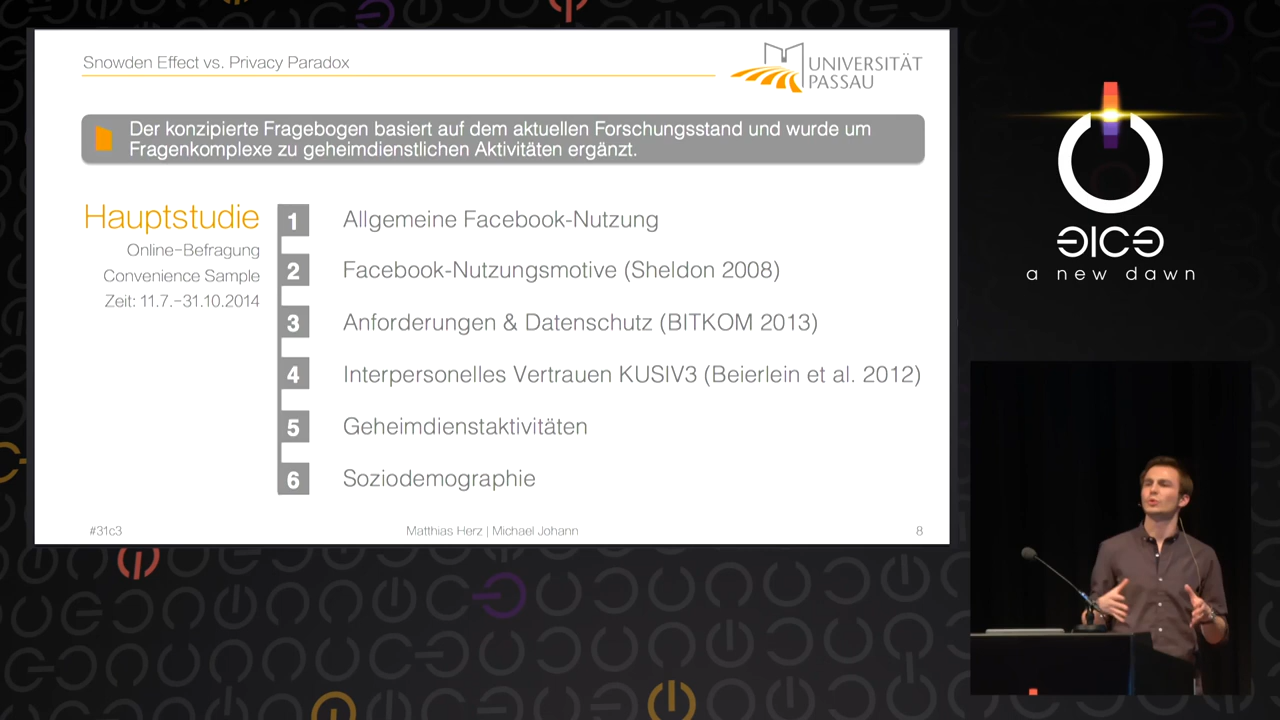 Snowden Effect vs. Privacy Paradox
UNIVERSITÄT
PASSAU
Der konzipierte Fragebogen basiert auf dem aktuellen Forschungsstand und wurde um
Fragenkomplexe zu geheimdienstlichen Aktivitäten ergänzt.
Hauptstudie
Online-Befragung
Convenience Sample
Zeit: 11.7.-31.10.2014
1 Allgemeine Facebook-Nutzung
2 Facebook-Nutzungsmotive (Sheldon 2008)
3 Anforderungen & Datenschutz (BITKOM 2013)
4 Interpersonelles Vertrauen KUSIV3 (Beierlein et al. 2012)
5 Geheimdienstaktivitäten
6 Soziodemographie
#31c3
Matthias Herz | Michael Johann
8
31C3
a new dawn